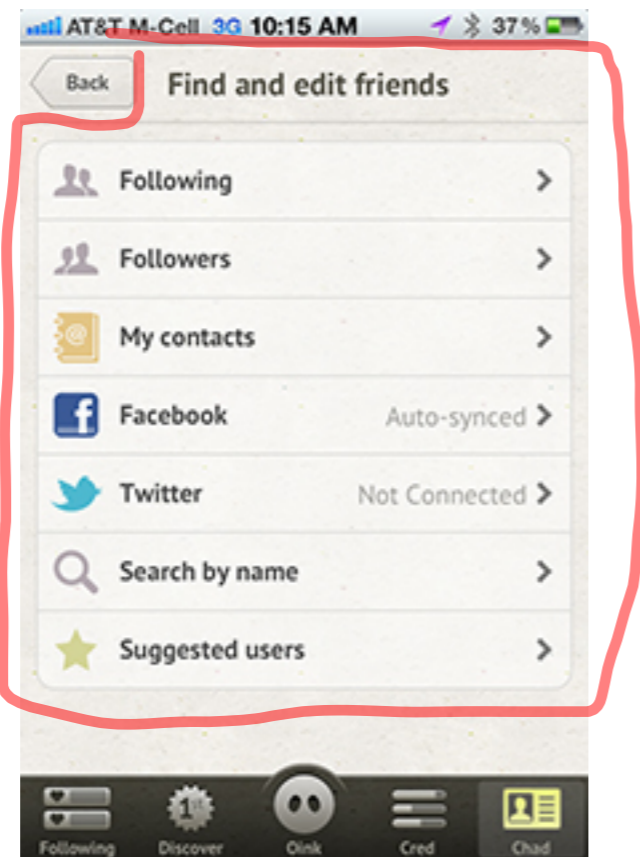 AT&T M-Cell 3G 10:15 AM 37%
Back Find and edit friends
Following
Followers
My contacts
Facebook Auto-synced
Twitter Not Connected
Search by name
Suggested users
1st
Following Discover Oink Cred Chad